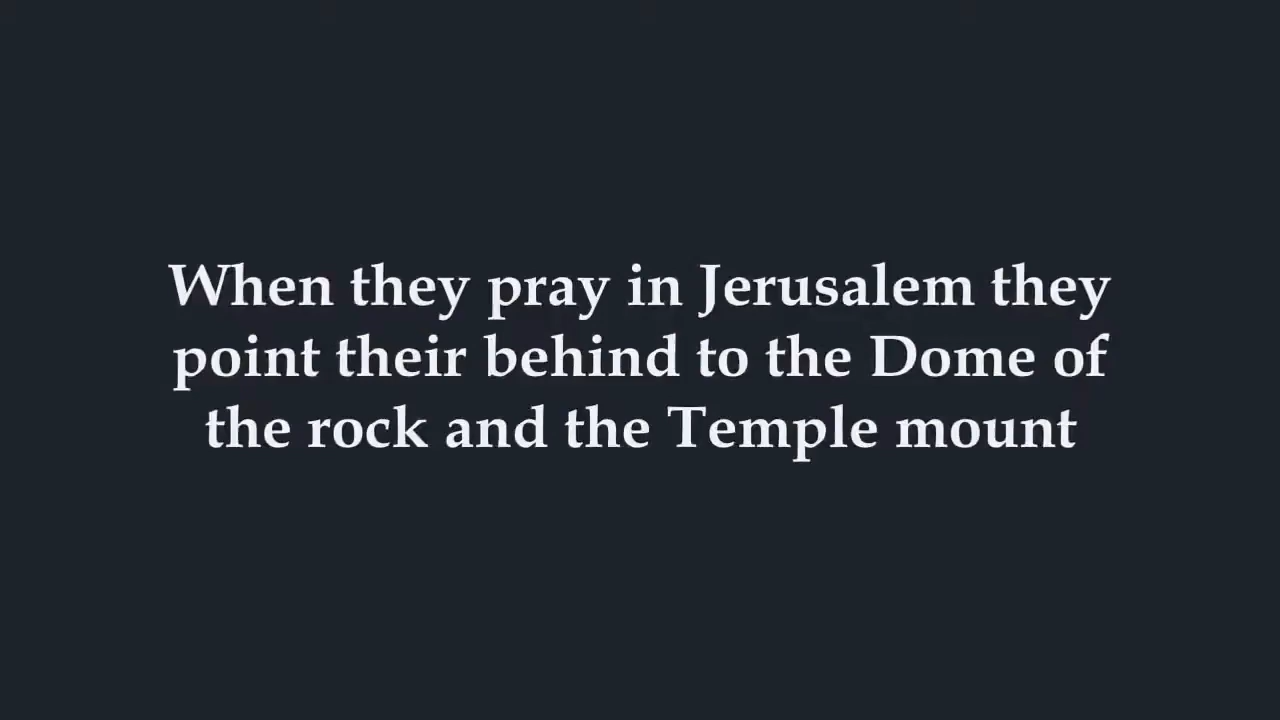 When they pray in Jerusalem they
point their behind to the Dome of
the rock and the Temple mount